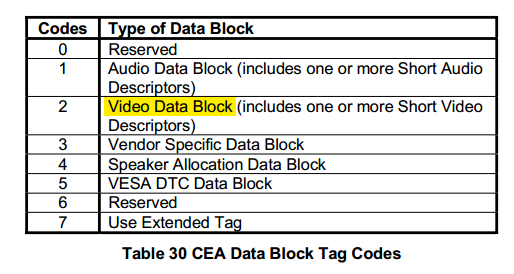 Codes Type of Data Block
0 Reserved
1 Audio Data Block (includes one or more Short Audio
Descriptors)
2 Video Data Block (includes one or more Short Video
Descriptors)
3 Vendor Specific Data Block
4 Speaker Allocation Data Block
5 VESA DTC Data Block
6 Reserved
7 Use Extended Tag
Table 30 CEA Data Block Tag Codes